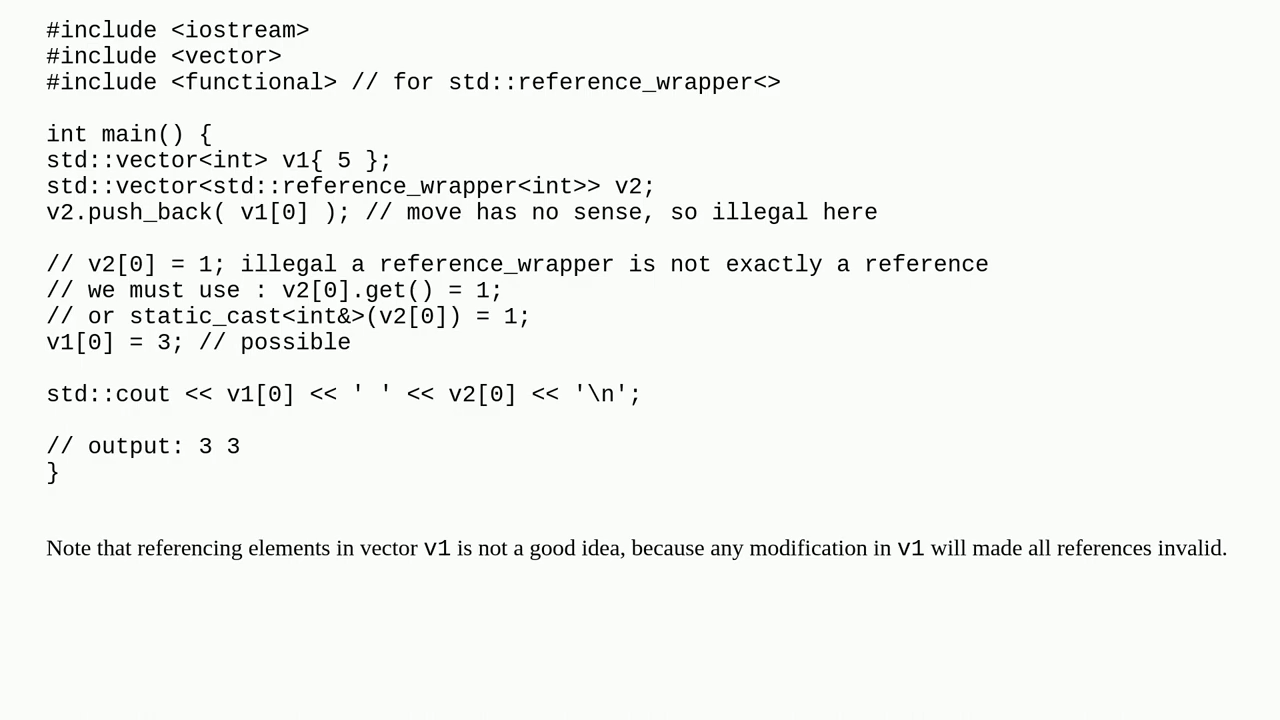 #include <iostream>
#include <vector>
#include <functional> // for std::reference_wrapper<>
int main() {
std::vector<int> v1{ 5 };
std::vector<std::reference_wrapper<int>> v2;
v2.push_back( v1[0] ); // move has no sense, so illegal here
// v2[0] = 1; illegal a reference_wrapper is not exactly a reference
// we must use : v2[0].get() = 1;
// or static_cast<int&>(v2[0]) = 1;
v1[0] = 3; // possible
std::cout << v1[0] << ' ' << v2[0] << '\n';
// output: 3 3
}
Note that referencing elements in vector v1 is not a good idea, because any modification in v1 will made all references invalid.